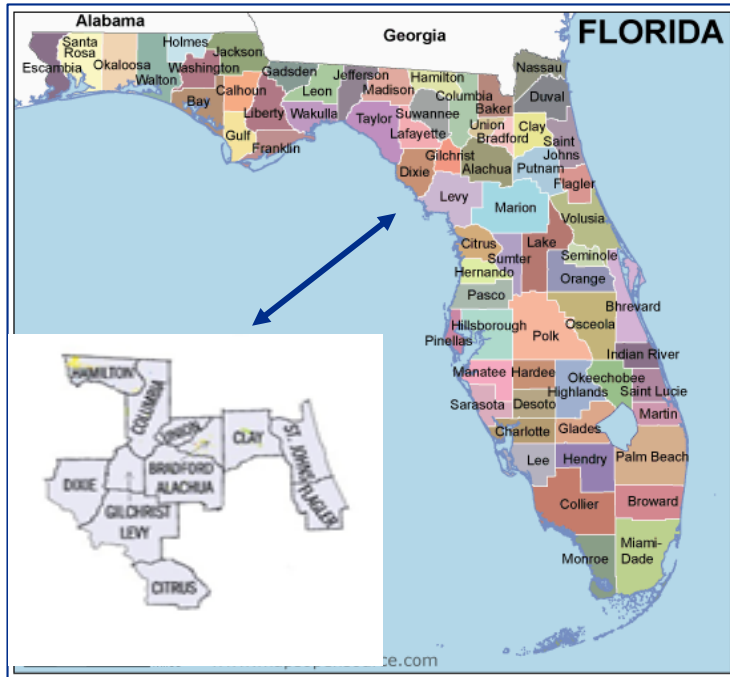 Alabama
Georgia
FLORIDA
Escambia
Santa
Rosa
Okaloosa
Walton
Holmes
Washington
Jackson
Bay
Calhoun
Gulf
Liberty
Franklin
Gadsden
Leon
Wakulla
Jefferson
Madison
Taylor
Hamilton
Suwannee
Lafayette
Columbia
Baker
Nassau
Duval
Union
Bradford
Clay
Saint
Johns
Dixie
Gilchrist
Alachua
Putnam
Flagler
Levy
Marion
Volusia
Citrus
Sumter
Lake
Seminole
Hernando
Orange
Pasco
Bhrevard
Hillsborough
Polk
Osceola
Pinellas
Indian River
Manatee
Hardee
Okeechobee
Highlands
Saint Lucie
Sarasota
Desoto
Martin
Charlotte
Glades
Lee
Hendry
Palm Beach
Collier
Broward
Monroe
Miami-
Dade
HAMILTON
COLUMBIA
UNION
CLAY
ST. JOHNS
FLAGLER
BRADFORD
ALACHUA
DIXIE
GILCHRIST
LEVY
CITRUS
ce.com